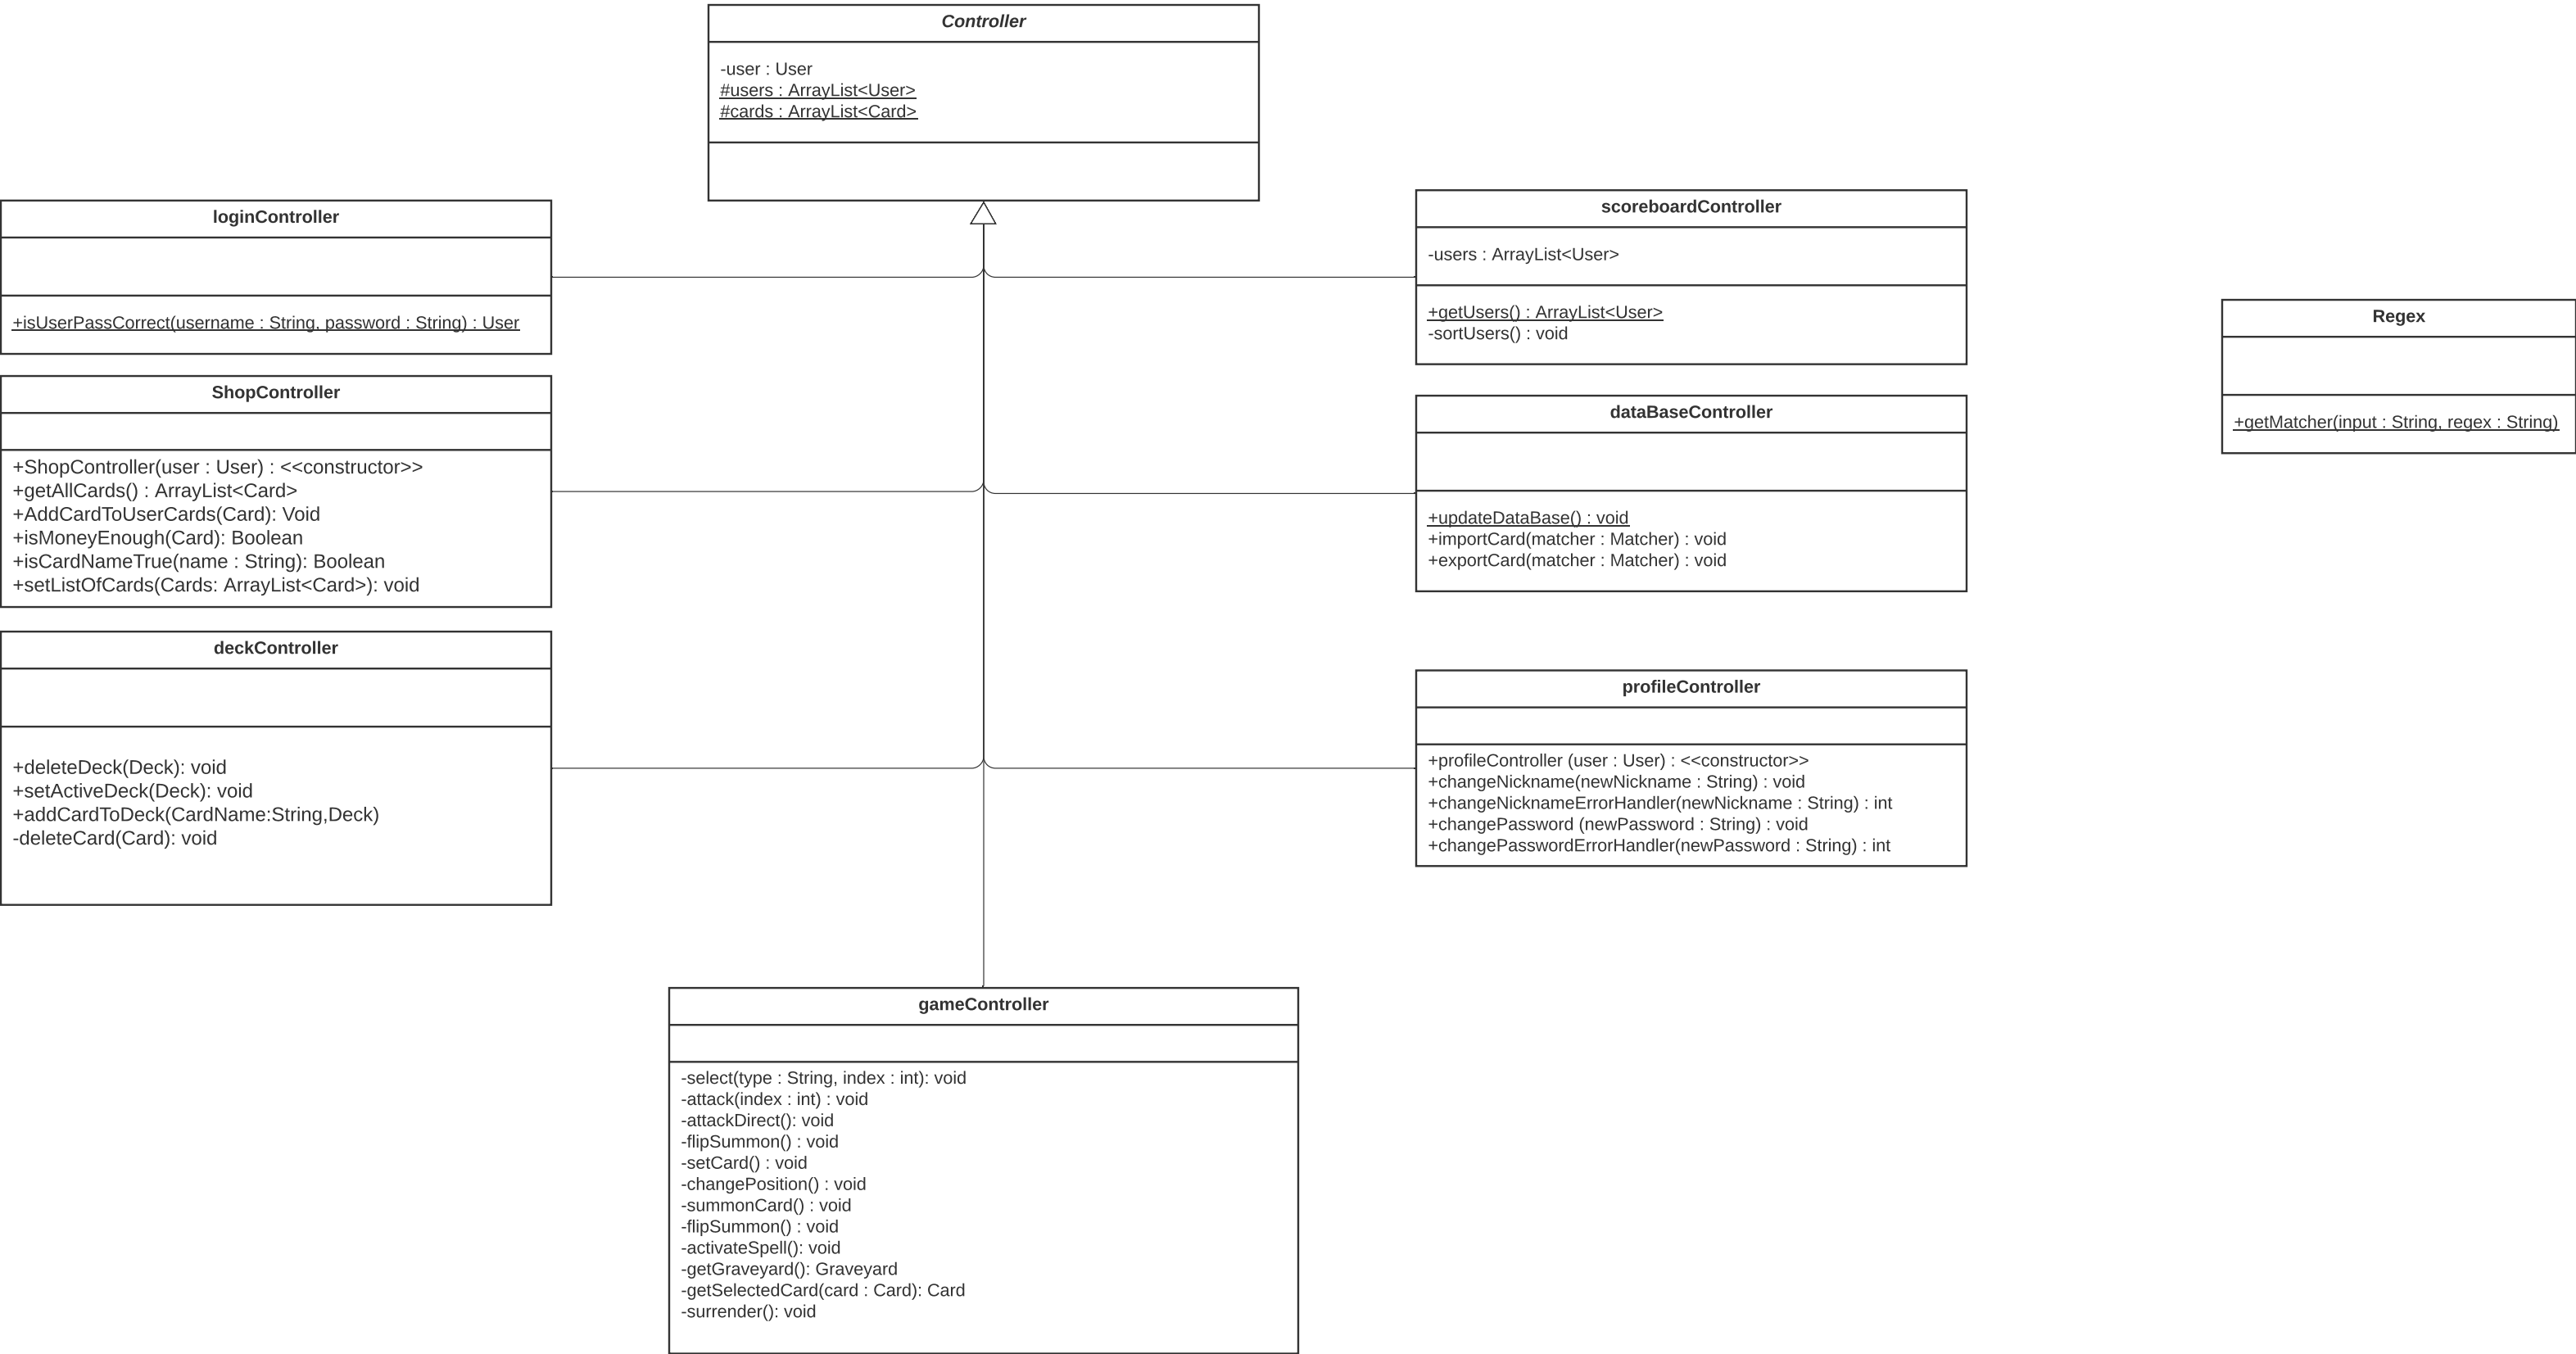 Controller
-user : User
#users : ArrayList<User>
#cards : ArrayList<Card>
loginController
+isUserPassCorrect(username : String, password : String) : User
ShopController
+ShopController(user : User) : <<constructor>>
+getAllCards() : ArrayList<Card>
+AddCardToUserCards(Card): Void
+isMoneyEnough(Card): Boolean
+isCardNameTrue(name : String): Boolean
+setListOfCards(Cards: ArrayList<Card>): void
deckController
+deleteDeck(Deck): void
+setActiveDeck(Deck): void
+addCardToDeck(CardName:String,Deck)
-deleteCard(Card): void
scoreboardController
-users : ArrayList<User>
+getUsers() : ArrayList<User>
-sortUsers() : void
dataBaseController
+updateDataBase() : void
+importCard(matcher : Matcher) : void
+exportCard(matcher : Matcher) : void
profileController
+profileController (user : User) : <<constructor>>
+changeNickname(newNickname : String) : void
+changeNicknameErrorHandler(newNickname : String) : int
+changePassword (newPassword : String) : void
+changePasswordErrorHandler(newPassword : String) : int
Regex
+getMatcher(input : String, regex : String)
gameController
-select(type : String, index : int): void
-attack(index : int) : void
-attackDirect(): void
-flipSummon() : void
-setCard() : void
-changePosition() : void
-summonCard() : void
-flipSummon() : void
-activateSpell(): void
-getGraveyard(): Graveyard
-getSelectedCard(card : Card): Card
-surrender(): void